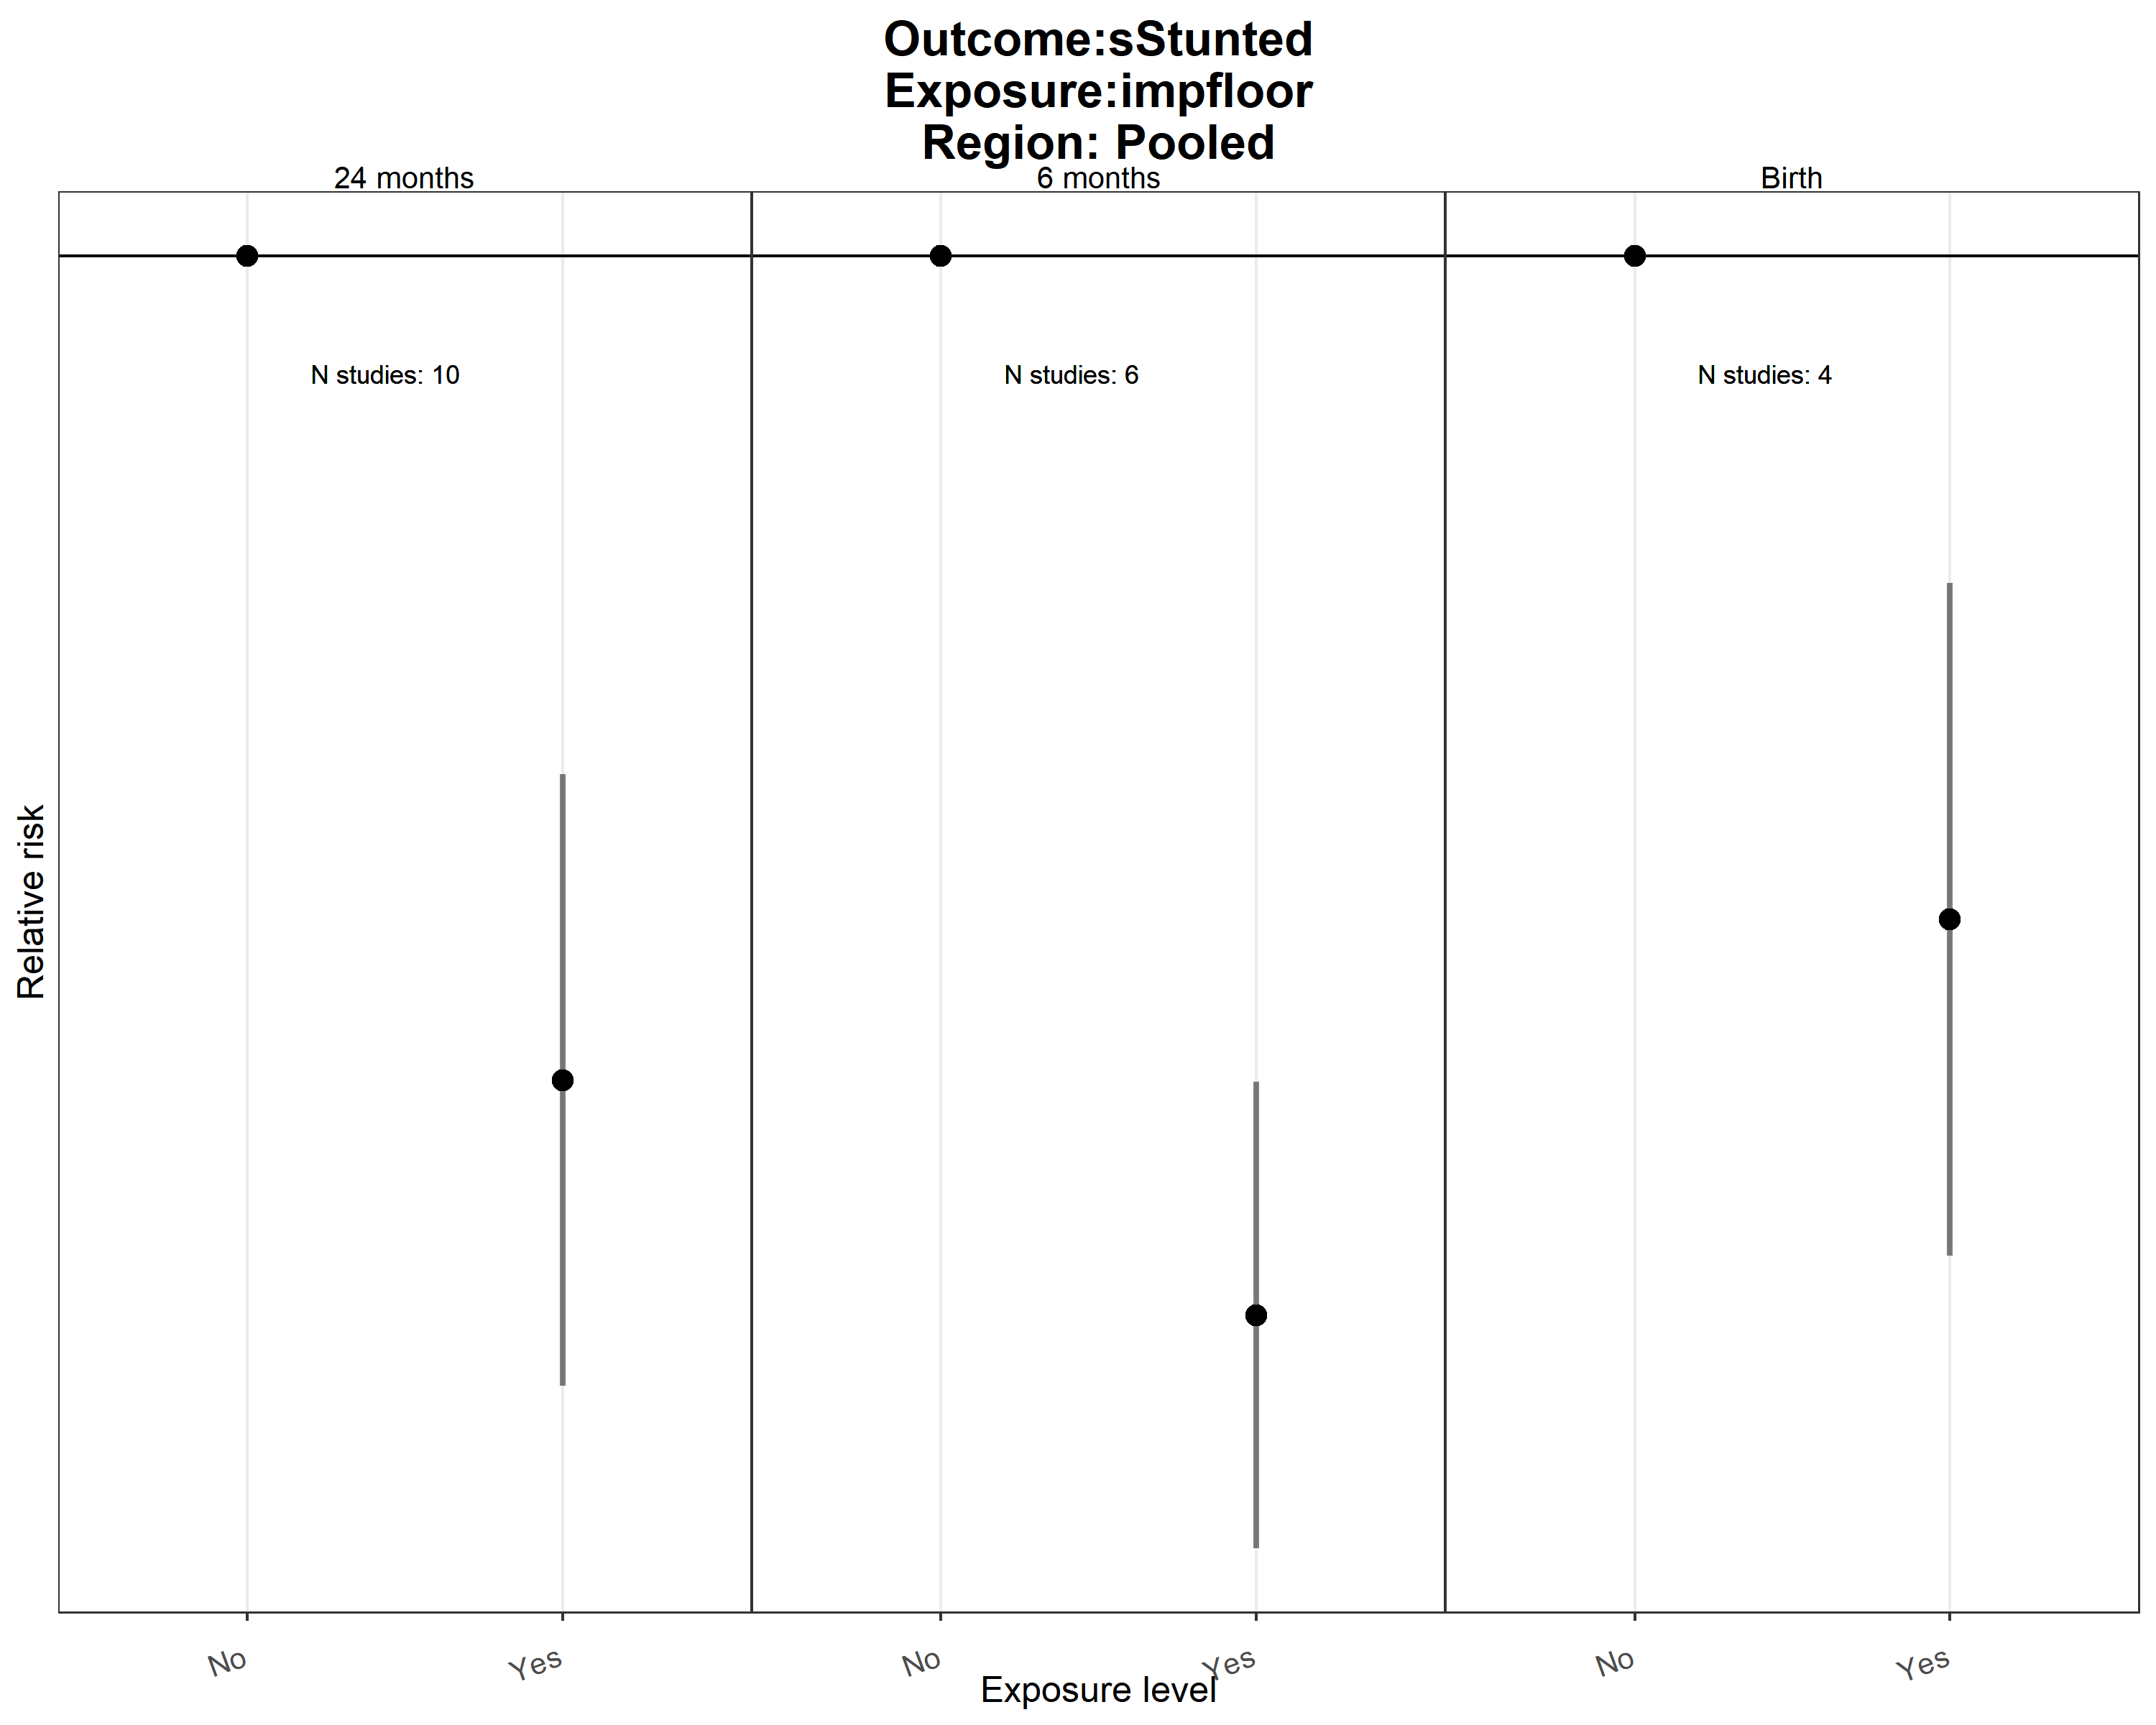 Outcome:sStunted
Exposure:impfloor
Region: Pooled
24 months
6 months
Birth
N studies: 10
N studies: 6
N studies: 4
Relative risk
No
Yes
No
Yes
No
Yes
Exposure level